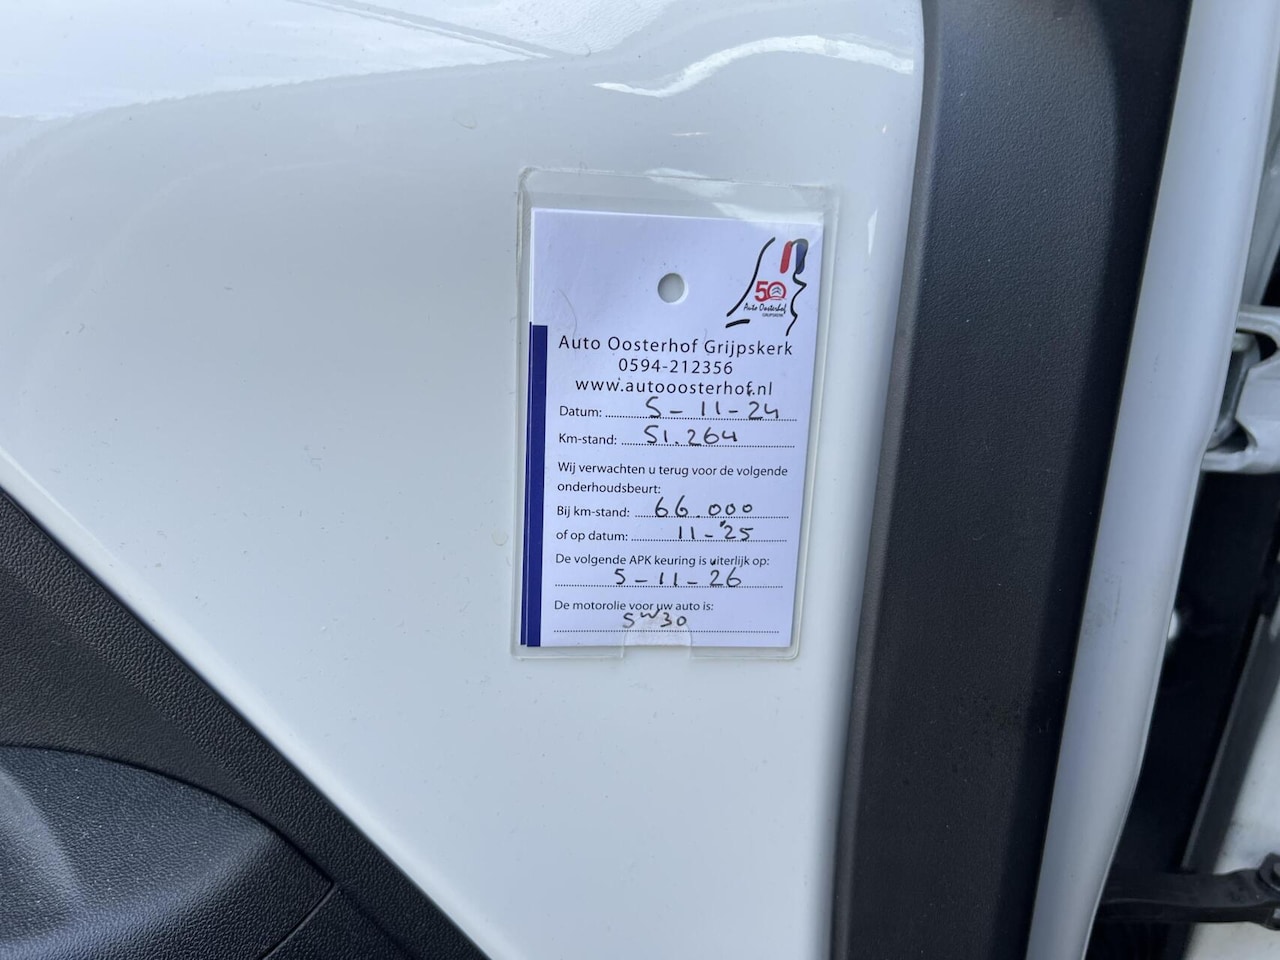 50
Auto Oosterhof
GRIJPSKERK
Auto Oosterhof Grijpskerk
0594-212356
www.autooosterhof.nl
Datum: 5-11-24
Km-stand: 51.264
Wij verwachten u terug voor de volgende
onderhoudsbeurt:
Bij km-stand: 66.000
of op datum: 11-'25
De volgende APK keuring is uiterlijk op:
5-11-26
De motorolie voor uw auto is:
5W30